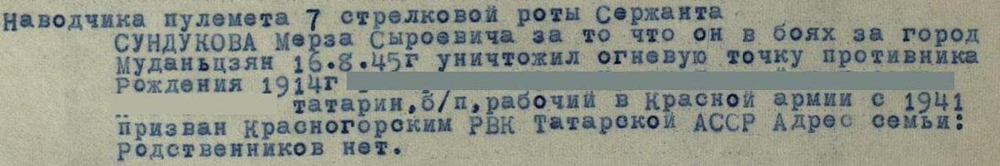 Наводчика пулемета 7 стрелковой роты Сержанта
СУНДУКОВА Мерза Сыроевича за то что он в боях за город
Муданьцзян 16.8.45г уничтожил огневую точку противника
Рождения 1914г
татарин,б/п,рабочий в Красной армии с 1941
призван Красногорским РВК Татарской АССР Адрес семьи:
Родственников нет.